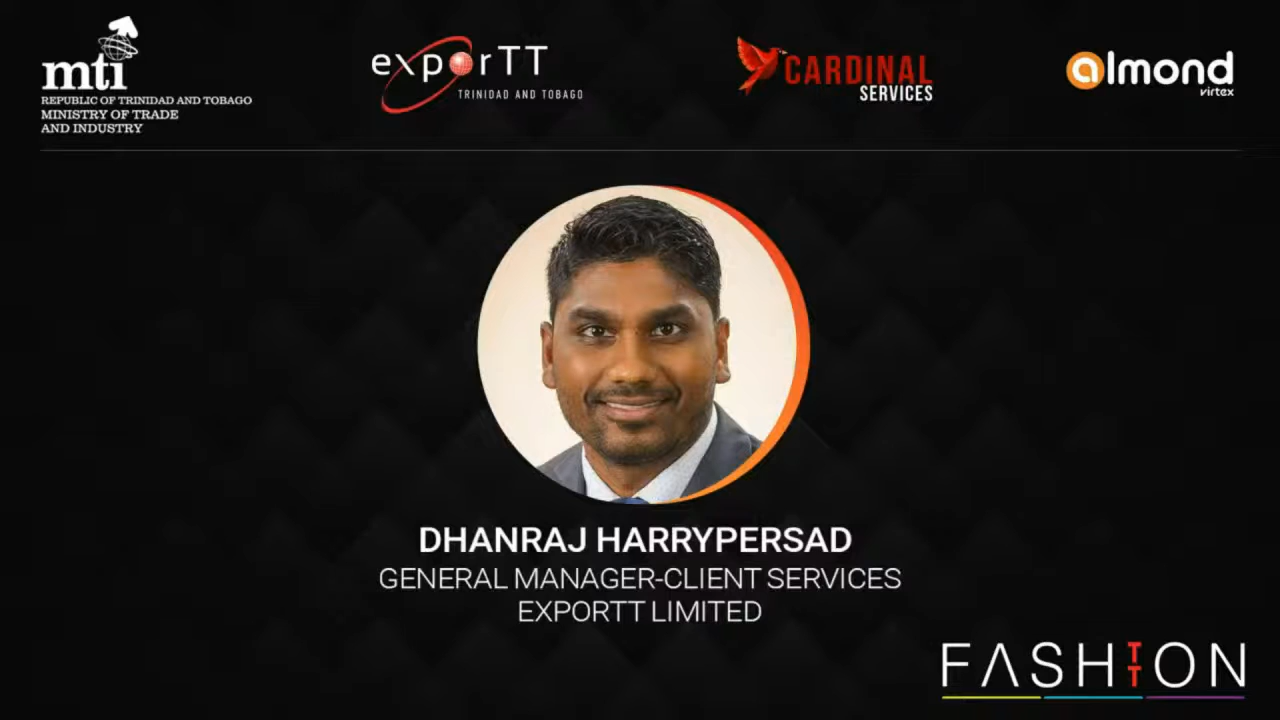 mti
REPUBLIC OF TRINIDAD AND TOBAGO
MINISTRY OF TRADE
AND INDUSTRY
exporTT
TRINIDAD AND TOBAGO
CARDINAL
SERVICES
almond
virtex
DHANRAJ HARRYPERSAD
GENERAL MANAGER-CLIENT SERVICES
EXPORTT LIMITED
FASHTTON